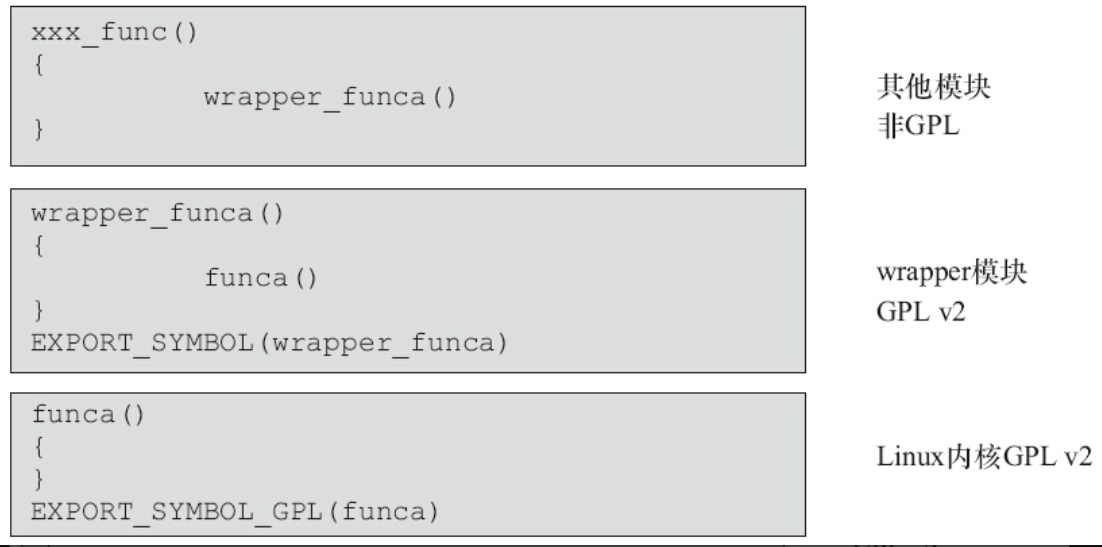 xxx_func()
{
wrapper_funca()
}
其他模块
非GPL
wrapper_funca()
{
funca()
}
EXPORT_SYMBOL(wrapper_funca)
wrapper模块
GPL v2
funca()
{
}
EXPORT_SYMBOL_GPL(funca)
Linux内核GPL v2